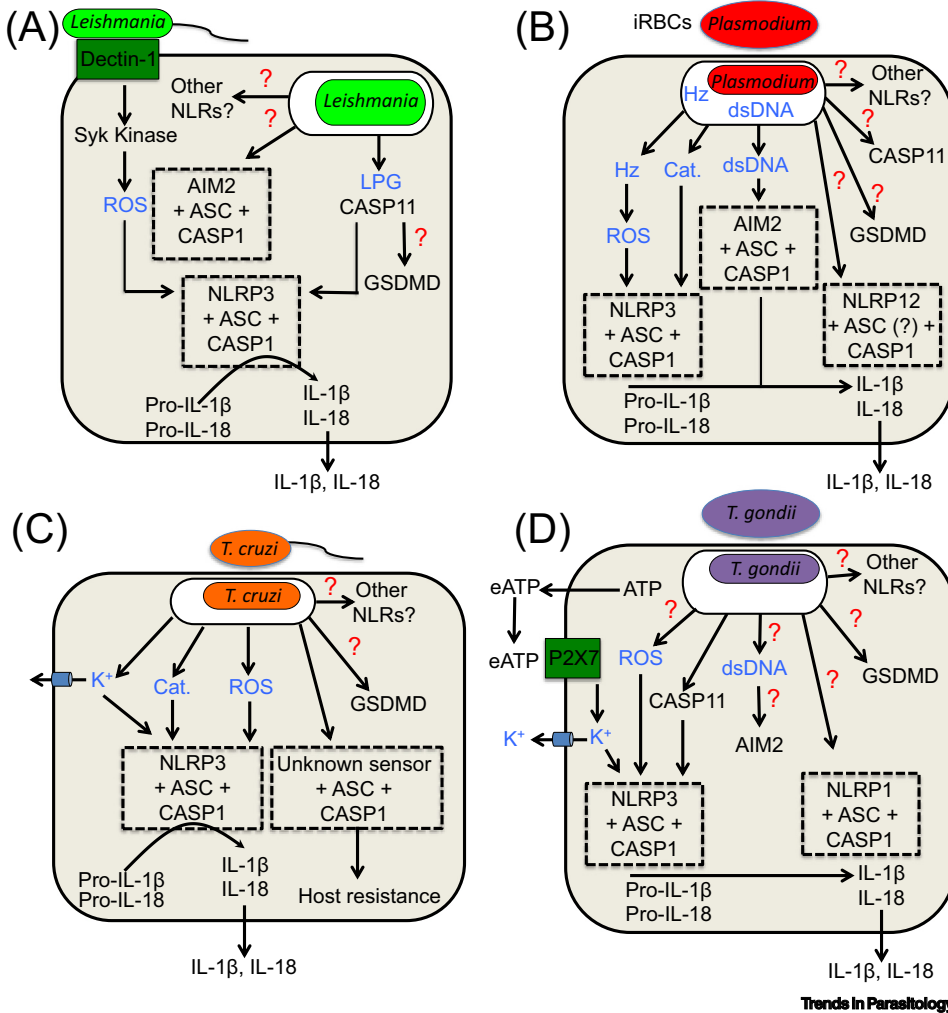 (A)
Leishmania
Dectin-1
Syk Kinase
ROS
Other
NLRs?
?
?
Leishmania
AIM2
+ ASC +
CASP1
LPG
CASP11
?
GSDMD
NLRP3
+ ASC +
CASP1
Pro-IL-1β
Pro-IL-18
IL-1β
IL-18
IL-1β, IL-18
(B)
iRBCs
Plasmodium
Plasmodium
Hz
dsDNA
?
Other
NLRs?
?
CASP11
Hz
Cat.
dsDNA
?
?
GSDMD
ROS
AIM2
+ ASC +
CASP1
NLRP3
+ ASC +
CASP1
NLRP12
+ ASC (?) +
CASP1
Pro-IL-1β
Pro-IL-18
IL-1β
IL-18
IL-1β, IL-18
(C)
T. cruzi
T. cruzi
?
Other
NLRs?
?
K+
Cat.
ROS
GSDMD
NLRP3
+ ASC +
CASP1
Unknown sensor
+ ASC +
CASP1
Pro-IL-1β
Pro-IL-18
IL-1β
IL-18
Host resistance
IL-1β, IL-18
(D)
T. gondii
T. gondii
?
Other
NLRs?
eATP
ATP
eATP
P2X7
?
ROS
CASP11
?
dsDNA
?
AIM2
?
?
GSDMD
K+
K+
NLRP3
+ ASC +
CASP1
NLRP1
+ ASC +
CASP1
Pro-IL-1β
Pro-IL-18
IL-1β
IL-18
IL-1β, IL-18
Trends in Parasitology